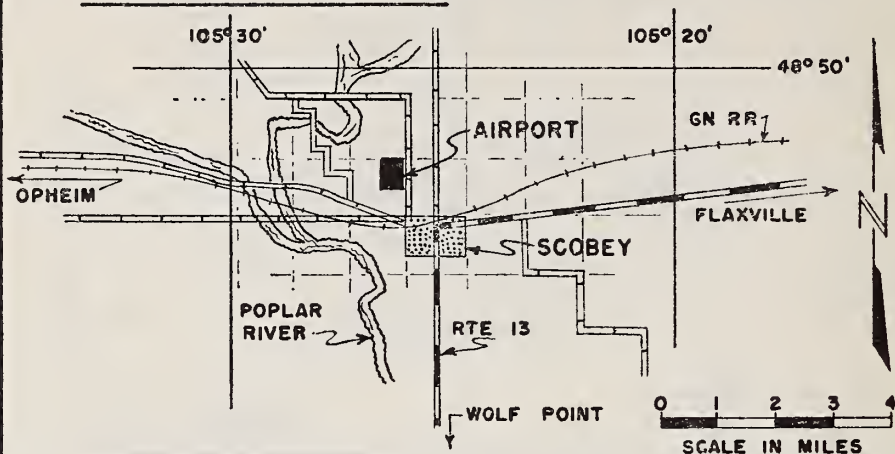 105° 30'
105° 20'
48° 50'
GN RR
AIRPORT
OPHEIM
FLAXVILLE
N
SCOBEY
POPLAR
RIVER
RTE 13
WOLF POINT
0 1 2 3 4
SCALE IN MILES